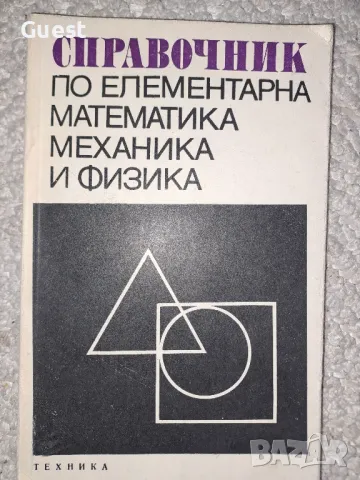 Guest
СПРАВОЧНИК
ПО ЕЛЕМЕНТАРНА
МАТЕМАТИКА
МЕХАНИКА
И ФИЗИКА
ТЕХНИКА
BAZAR